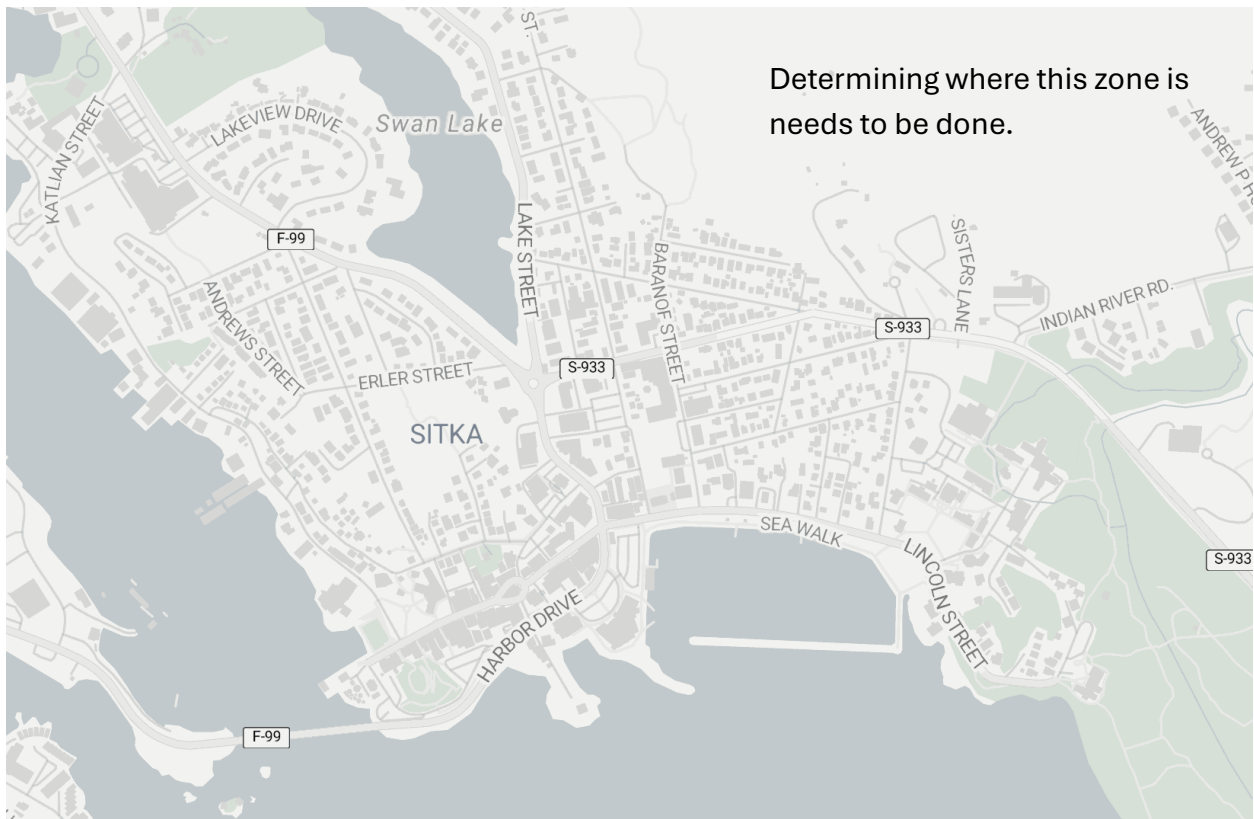 ST.
Determining where this zone is
needs to be done.
KATLIAN STREET
LAKEVIEW DRIVE
Swan Lake
F-99
LAKE STREET
BARANOF STREET
SISTERS LANE
S-933
INDIAN RIVER RD.
ANDREWS STREET
ERLER STREET
S-933
SITKA
SEA WALK
LINCOLN STREET
S-933
HARBOR DRIVE
F-99